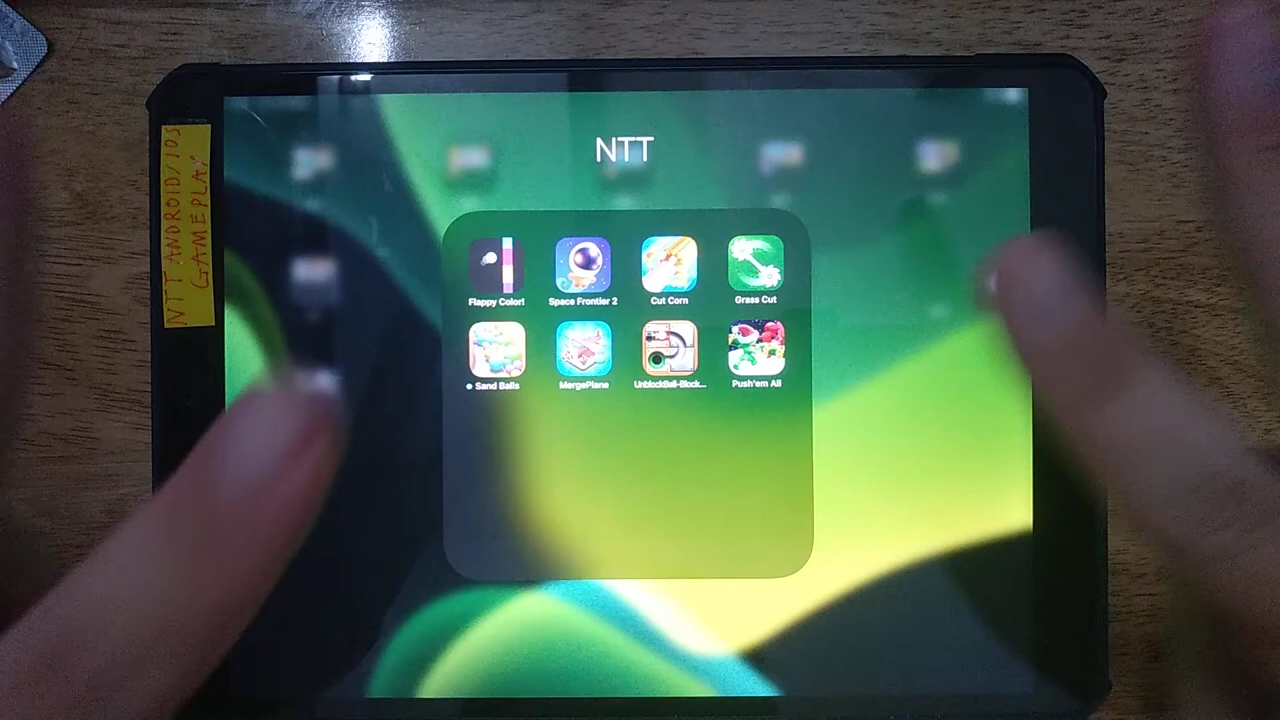 NTT ANDROID/IOS
GAMEPLAY
NTT
Flappy Color!
Space Frontier 2
Cut Corn
Grass Cut
Sand Balls
MergePlane
UnblockBall-Block...
Push'em All